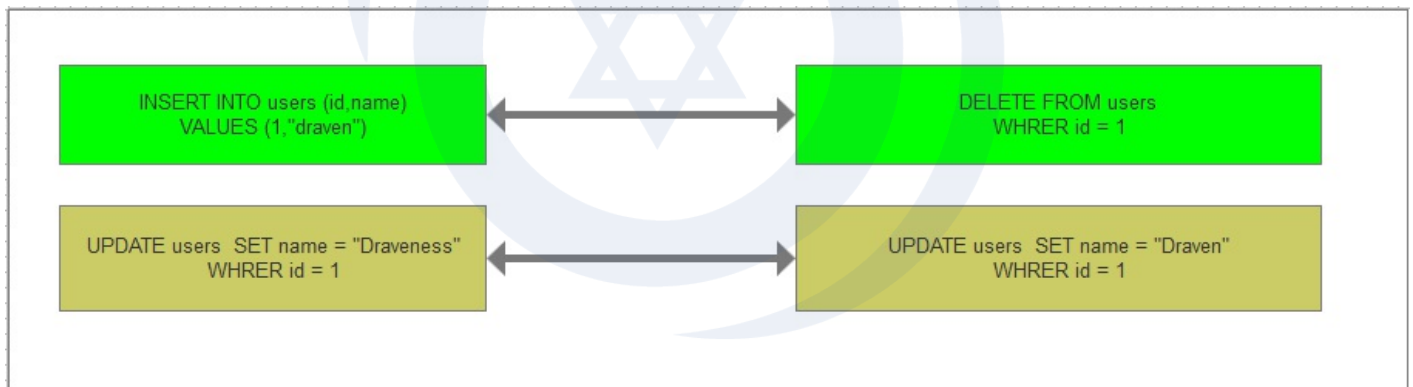 INSERT INTO users (id,name)
VALUES (1,"draven")
DELETE FROM users
WHRER id = 1
UPDATE users  SET name = "Draveness"
WHRER id = 1
UPDATE users  SET name = "Draven"
WHRER id = 1